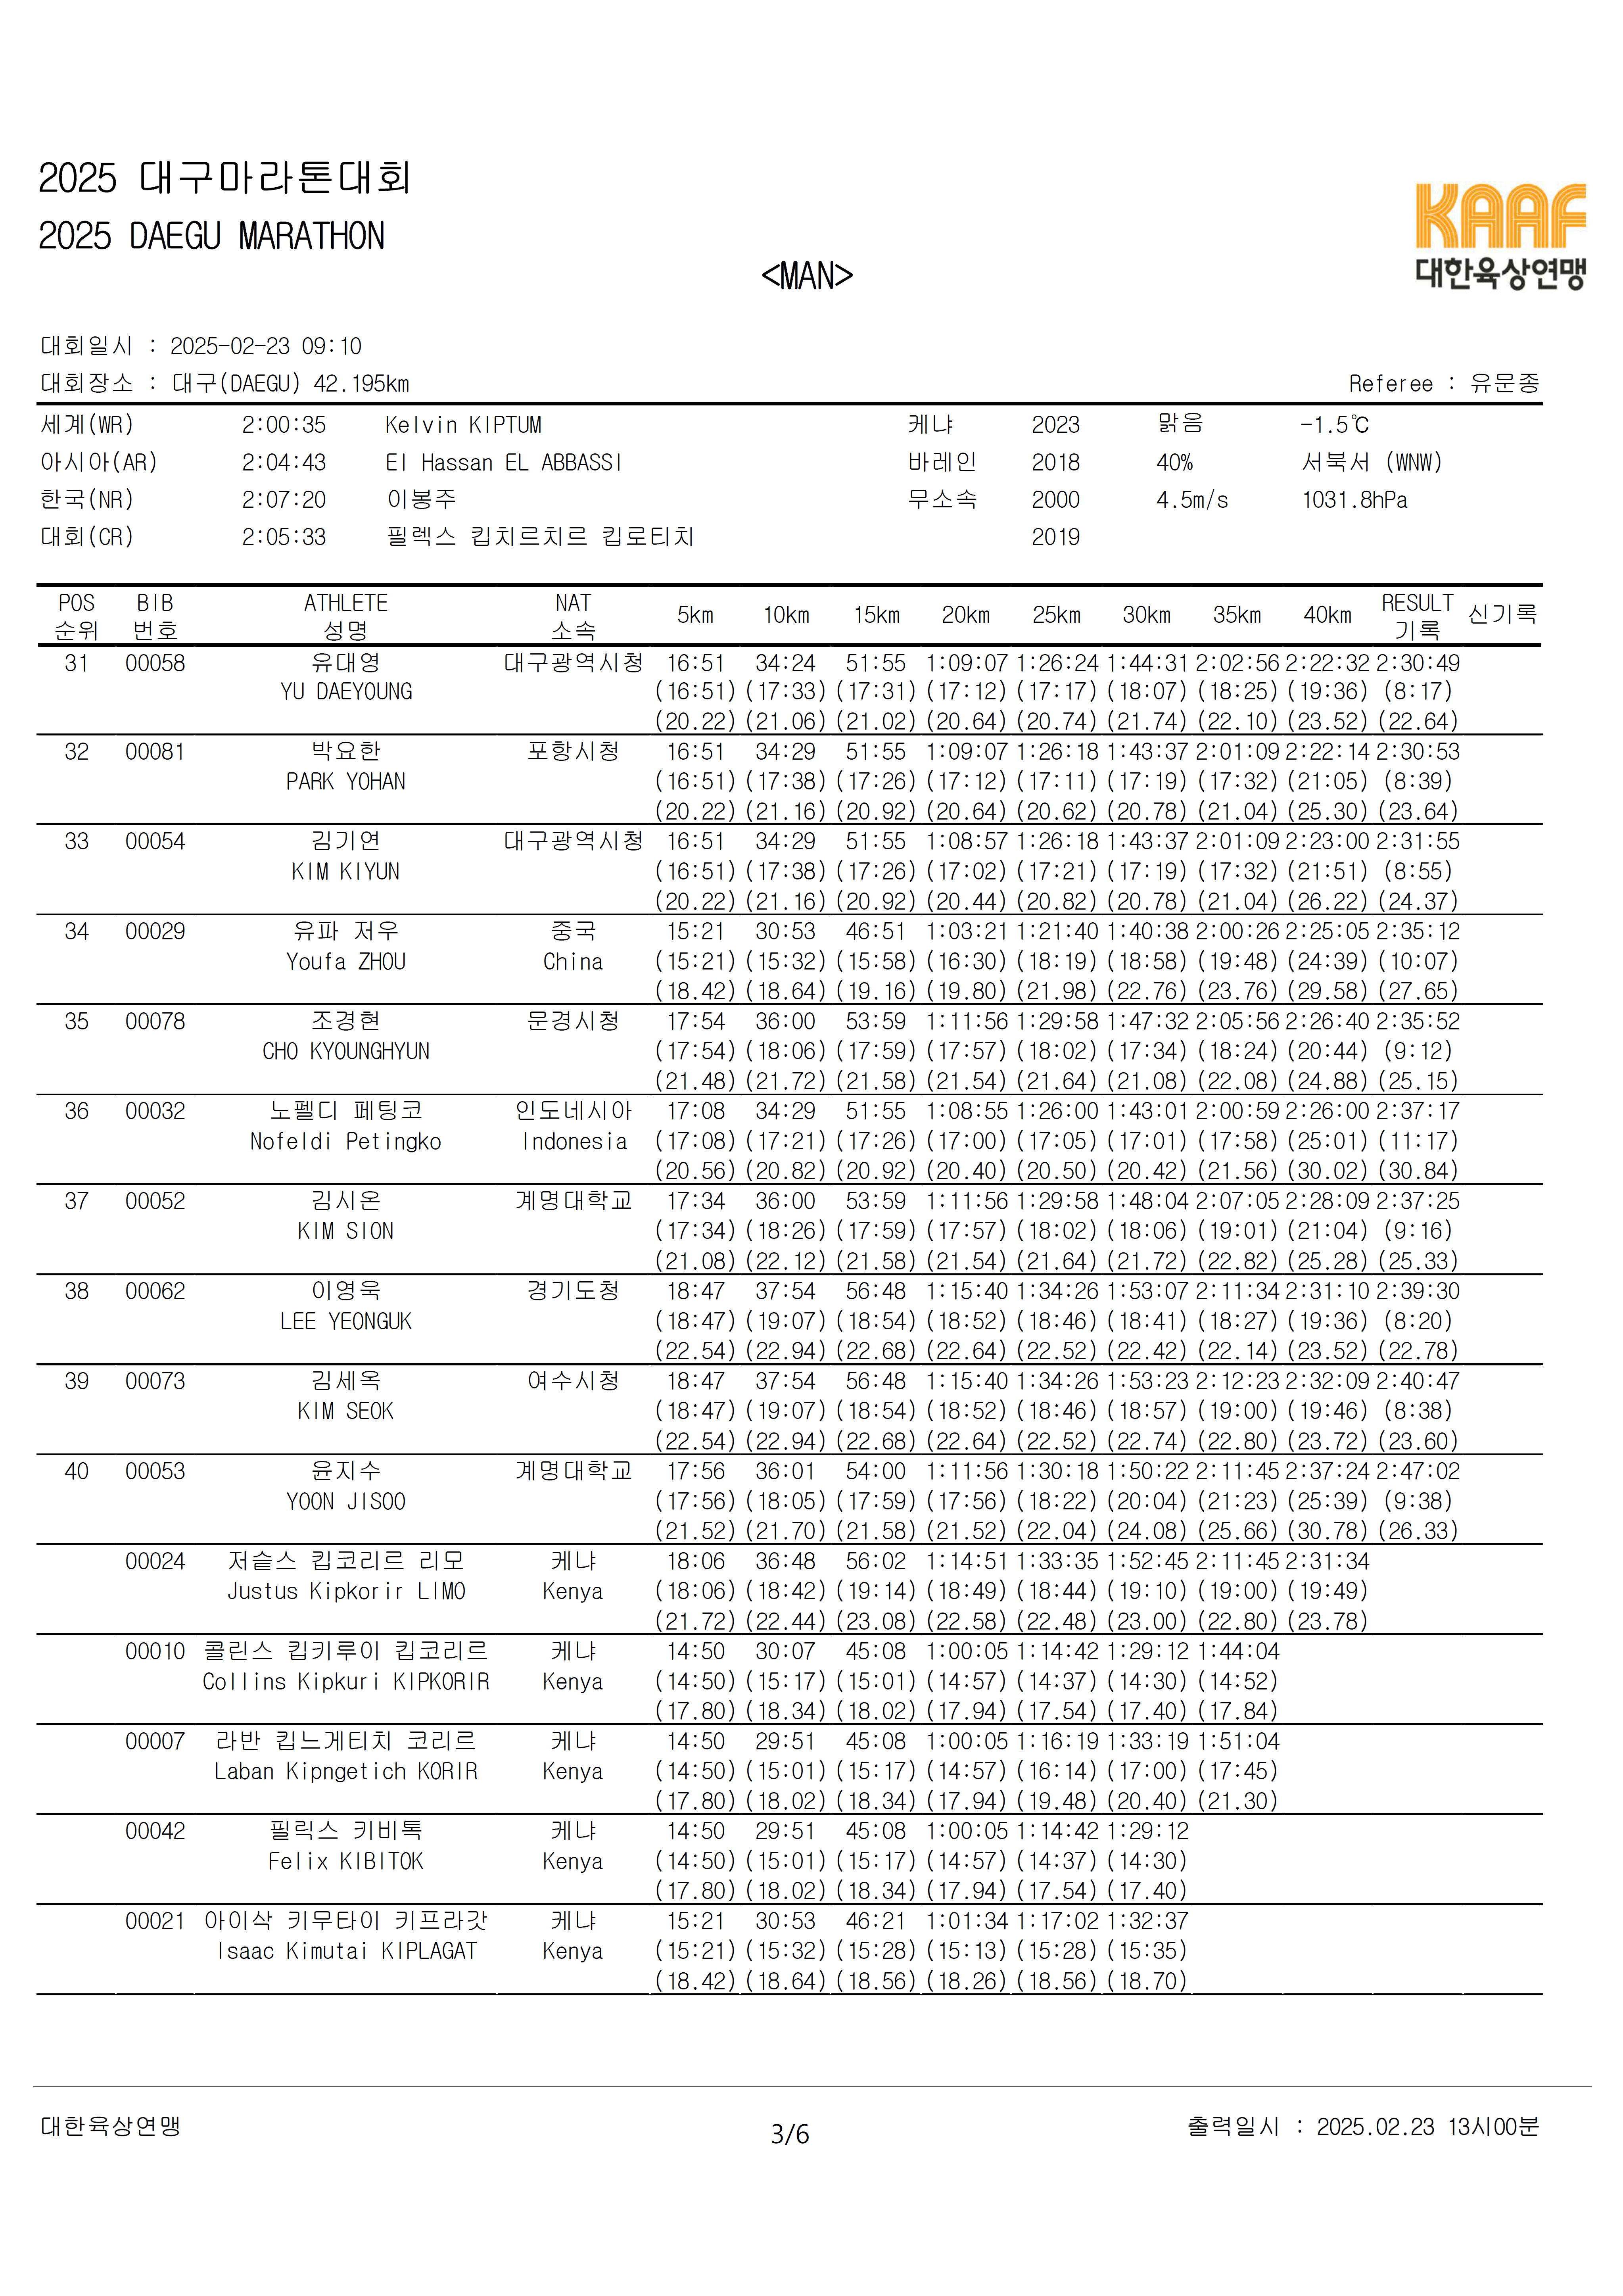 2025 대구마라톤대회
2025 DAEGU MARATHON
KAAF
대한육상연맹
<MAN>
대회일시 : 2025-02-23 09:10
대회장소 : 대구(DAEGU) 42.195km Referee : 유문종
세계(WR) 2:00:35 Kelvin KIPTUM 케냐 2023 맑음 -1.5℃
아시아(AR) 2:04:43 El Hassan EL ABBASSI 바레인 2018 40% 서북서 (WNW)
한국(NR) 2:07:20 이봉주 무소속 2000 4.5m/s 1031.8hPa
대회(CR) 2:05:33 필렉스 킵치르치르 킵로티치 2019
POS BIB ATHLETE NAT 5km 10km 15km 20km 25km 30km 35km 40km RESULT 신기록
순위 번호 성명 소속 기록
31 00058 유대영 대구광역시청 16:51 34:24 51:55 1:09:07 1:26:24 1:44:31 2:02:56 2:22:32 2:30:49
YU DAEYOUNG (16:51) (17:33) (17:31) (17:12) (17:17) (18:07) (18:25) (19:36) (8:17)
(20.22) (21.06) (21.02) (20.64) (20.74) (21.74) (22.10) (23.52) (22.64)
32 00081 박요한 포항시청 16:51 34:29 51:55 1:09:07 1:26:18 1:43:37 2:01:09 2:22:14 2:30:53
PARK YOHAN (16:51) (17:38) (17:26) (17:12) (17:11) (17:19) (17:32) (21:05) (8:39)
(20.22) (21.16) (20.92) (20.64) (20.62) (20.78) (21.04) (25.30) (23.64)
33 00054 김기연 대구광역시청 16:51 34:29 51:55 1:08:57 1:26:18 1:43:37 2:01:09 2:23:00 2:31:55
KIM KIYUN (16:51) (17:38) (17:26) (17:02) (17:21) (17:19) (17:32) (21:51) (8:55)
(20.22) (21.16) (20.92) (20.44) (20.82) (20.78) (21.04) (26.22) (24.37)
34 00029 유파 저우 중국 15:21 30:53 46:51 1:03:21 1:21:40 1:40:38 2:00:26 2:25:05 2:35:12
Youfa ZHOU China (15:21) (15:32) (15:58) (16:30) (18:19) (18:58) (19:48) (24:39) (10:07)
(18.42) (18.64) (19.16) (19.80) (21.98) (22.76) (23.76) (29.58) (27.65)
35 00078 조경현 문경시청 17:54 36:00 53:59 1:11:56 1:29:58 1:47:32 2:05:56 2:26:40 2:35:52
CHO KYOUNGHYUN (17:54) (18:06) (17:59) (17:57) (18:02) (17:34) (18:24) (20:44) (9:12)
(21.48) (21.72) (21.58) (21.54) (21.64) (21.08) (22.08) (24.88) (25.15)
36 00032 노펠디 페팅코 인도네시아 17:08 34:29 51:55 1:08:55 1:26:00 1:43:01 2:00:59 2:26:00 2:37:17
Nofeldi Petingko Indonesia (17:08) (17:21) (17:26) (17:00) (17:05) (17:01) (17:58) (25:01) (11:17)
(20.56) (20.82) (20.92) (20.40) (20.50) (20.42) (21.56) (30.02) (30.84)
37 00052 김시온 계명대학교 17:34 36:00 53:59 1:11:56 1:29:58 1:48:04 2:07:05 2:28:09 2:37:25
KIM SION (17:34) (18:26) (17:59) (17:57) (18:02) (18:06) (19:01) (21:04) (9:16)
(21.08) (22.12) (21.58) (21.54) (21.64) (21.72) (22.82) (25.28) (25.33)
38 00062 이영욱 경기도청 18:47 37:54 56:48 1:15:40 1:34:26 1:53:07 2:11:34 2:31:10 2:39:30
LEE YEONGUK (18:47) (19:07) (18:54) (18:52) (18:46) (18:41) (18:27) (19:36) (8:20)
(22.54) (22.94) (22.68) (22.64) (22.52) (22.42) (22.14) (23.52) (22.78)
39 00073 김세옥 여수시청 18:47 37:54 56:48 1:15:40 1:34:26 1:53:23 2:12:23 2:32:09 2:40:47
KIM SEOK (18:47) (19:07) (18:54) (18:52) (18:46) (18:57) (19:00) (19:46) (8:38)
(22.54) (22.94) (22.68) (22.64) (22.52) (22.74) (22.80) (23.72) (23.60)
40 00053 윤지수 계명대학교 17:56 36:01 54:00 1:11:56 1:30:18 1:50:22 2:11:45 2:37:24 2:47:02
YOON JISOO (17:56) (18:05) (17:59) (17:56) (18:22) (20:04) (21:23) (25:39) (9:38)
(21.52) (21.70) (21.58) (21.52) (22.04) (24.08) (25.66) (30.78) (26.33)
00024 저슽스 킵코리르 리모 케냐 18:06 36:48 56:02 1:14:51 1:33:35 1:52:45 2:11:45 2:31:34
Justus Kipkorir LIMO Kenya (18:06) (18:42) (19:14) (18:49) (18:44) (19:10) (19:00) (19:49)
(21.72) (22.44) (23.08) (22.58) (22.48) (23.00) (22.80) (23.78)
00010 콜린스 킵키루이 킵코리르 케냐 14:50 30:07 45:08 1:00:05 1:14:42 1:29:12 1:44:04
Collins Kipkuri KIPKORIR Kenya (14:50) (15:17) (15:01) (14:57) (14:37) (14:30) (14:52)
(17.80) (18.34) (18.02) (17.94) (17.54) (17.40) (17.84)
00007 라반 킵느게티치 코리르 케냐 14:50 29:51 45:08 1:00:05 1:16:19 1:33:19 1:51:04
Laban Kipngetich KORIR Kenya (14:50) (15:01) (15:17) (14:57) (16:14) (17:00) (17:45)
(17.80) (18.02) (18.34) (17.94) (19.48) (20.40) (21.30)
00042 필릭스 키비톡 케냐 14:50 29:51 45:08 1:00:05 1:14:42 1:29:12
Felix KIBITOK Kenya (14:50) (15:01) (15:17) (14:57) (14:37) (14:30)
(17.80) (18.02) (18.34) (17.94) (17.54) (17.40)
00021 아이삭 키무타이 키프라갓 케냐 15:21 30:53 46:21 1:01:34 1:17:02 1:32:37
Isaac Kimutai KIPLAGAT Kenya (15:21) (15:32) (15:28) (15:13) (15:28) (15:35)
(18.42) (18.64) (18.56) (18.26) (18.56) (18.70)
대한육상연맹 3/6 출력일시 : 2025.02.23 13시00분